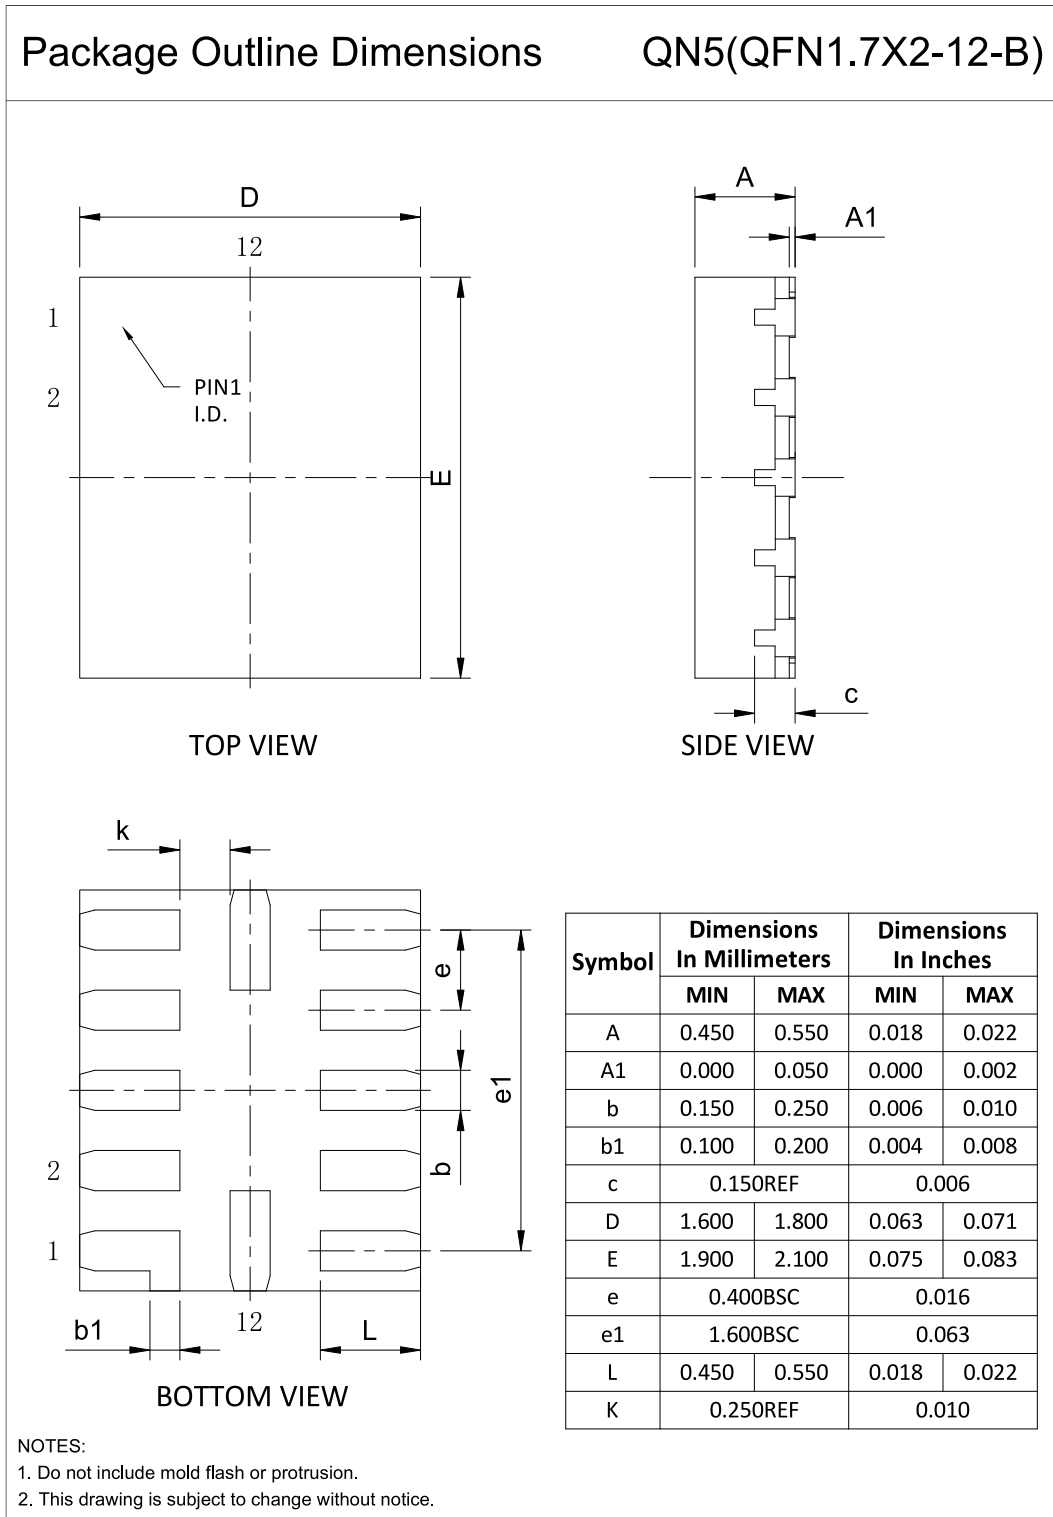 Package Outline Dimensions QN5(QFN1.7X2-12-B)
D
12
1
2
PIN1
I.D.
E
TOP VIEW
A
A1
c
SIDE VIEW
k
e
e1
b
2
1
12
b1
L
BOTTOM VIEW
Symbol Dimensions In Millimeters Dimensions In Inches
MIN MAX MIN MAX
A 0.450 0.550 0.018 0.022
A1 0.000 0.050 0.000 0.002
b 0.150 0.250 0.006 0.010
b1 0.100 0.200 0.004 0.008
c 0.150REF 0.006
D 1.600 1.800 0.063 0.071
E 1.900 2.100 0.075 0.083
e 0.400BSC 0.016
e1 1.600BSC 0.063
L 0.450 0.550 0.018 0.022
K 0.250REF 0.010
NOTES:
1. Do not include mold flash or protrusion.
2. This drawing is subject to change without notice.